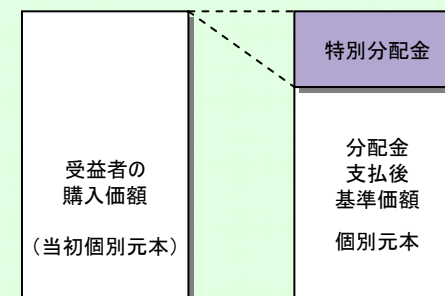 受益者の
購入価額
（当初個別元本）
特別分配金
分配金
支払後
基準価額
個別元本